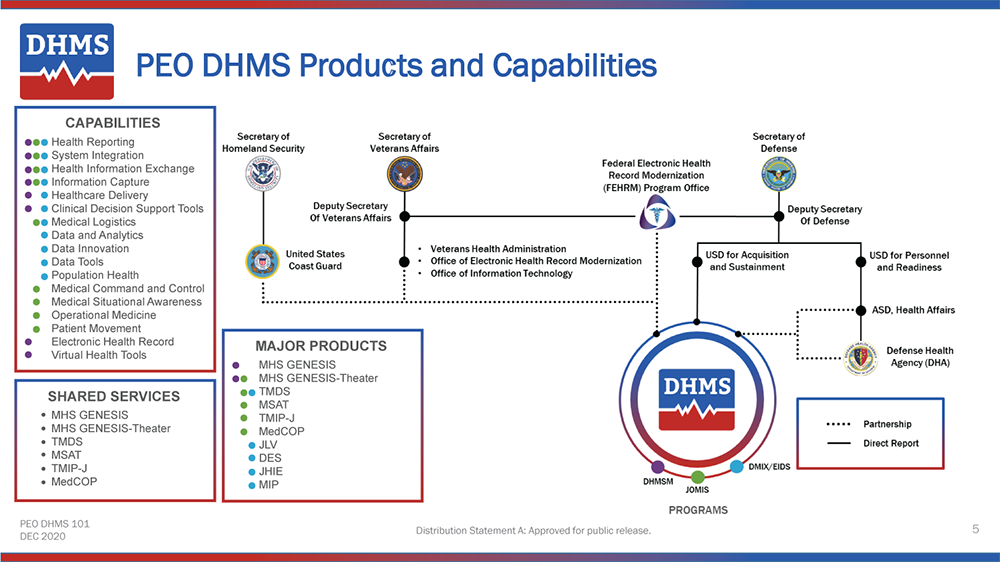 DHMS
PEO DHMS Products and Capabilities
CAPABILITIES
Health Reporting
System Integration
Health Information Exchange
Information Capture
Healthcare Delivery
Clinical Decision Support Tools
Medical Logistics
Data and Analytics
Data Innovation
Data Tools
Population Health
Medical Command and Control
Medical Situational Awareness
Operational Medicine
Patient Movement
Electronic Health Record
Virtual Health Tools
SHARED SERVICES
• MHS GENESIS
• MHS GENESIS-Theater
• TMDS
• MSAT
• TMIP-J
• MedCOP
MAJOR PRODUCTS
MHS GENESIS
MHS GENESIS-Theater
TMDS
MSAT
TMIP-J
MedCOP
JLV
DES
JHIE
MIP
Secretary of
Homeland Security
Secretary of
Veterans Affairs
Secretary of
Defense
Federal Electronic Health
Record Modernization
(FEHRM) Program Office
Deputy Secretary
Of Veterans Affairs
Deputy Secretary
Of Defense
United States
Coast Guard
• Veterans Health Administration
• Office of Electronic Health Record Modernization
• Office of Information Technology
USD for Acquisition
and Sustainment
USD for Personnel
and Readiness
ASD, Health Affairs
Defense Health
Agency (DHA)
DHMS
DHMSM
JOMIS
DMIX/EIDS
PROGRAMS
Partnership
Direct Report
PEO DHMS 101
DEC 2020
Distribution Statement A: Approved for public release.
5